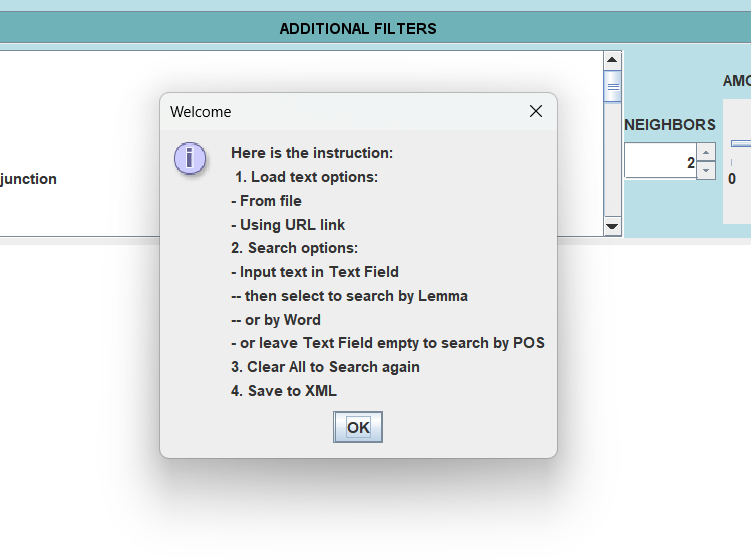 ADDITIONAL FILTERS
AMO
NEIGHBORS
2
0
junction
Welcome
i
Here is the instruction:
1. Load text options:
- From file
- Using URL link
2. Search options:
- Input text in Text Field
-- then select to search by Lemma
-- or by Word
- or leave Text Field empty to search by POS
3. Clear All to Search again
4. Save to XML
OK